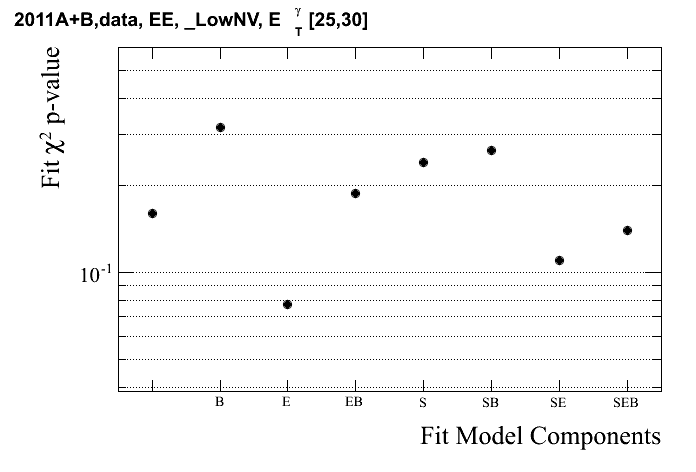 2011A+B,data, EE, _LowNV, E γ T [25,30]
Fit χ² p-value
10⁻¹
B E EB S SB SE SEB
Fit Model Components